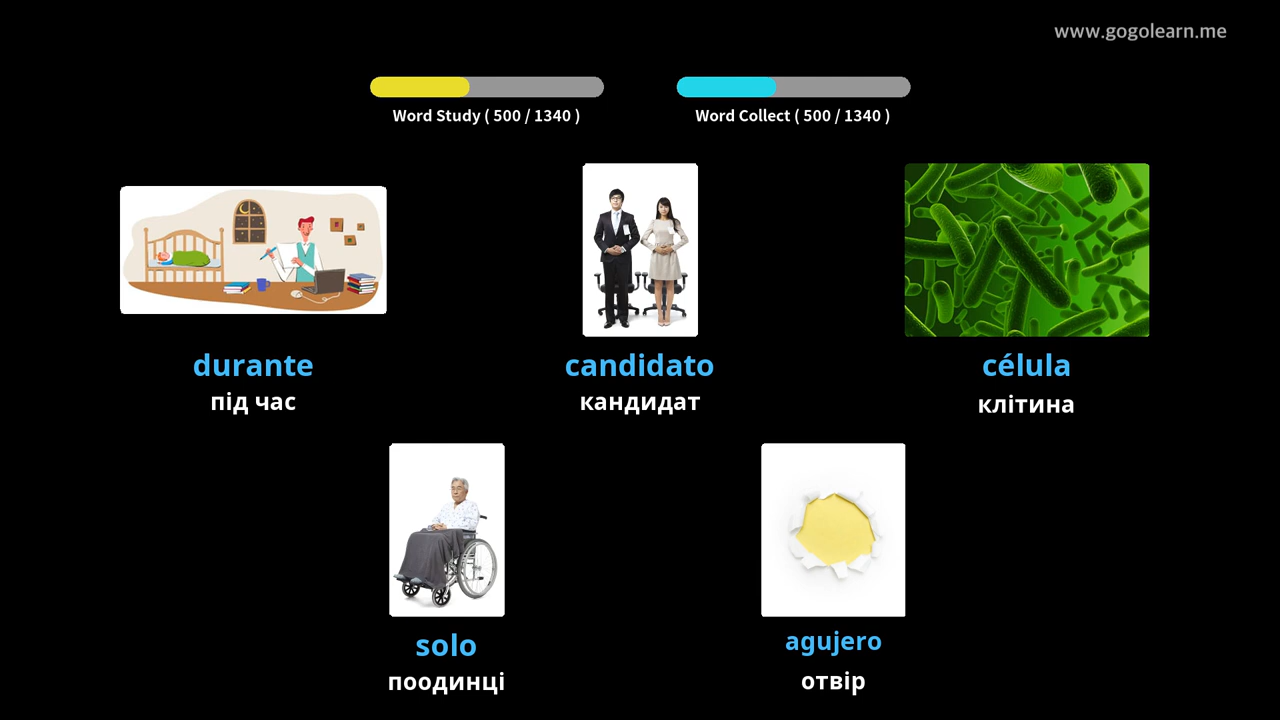 www.gogolearn.me
Word Study ( 500 / 1340 )
Word Collect ( 500 / 1340 )
durante
під час
candidato
кандидат
célula
клітина
solo
поодинці
agujero
отвір